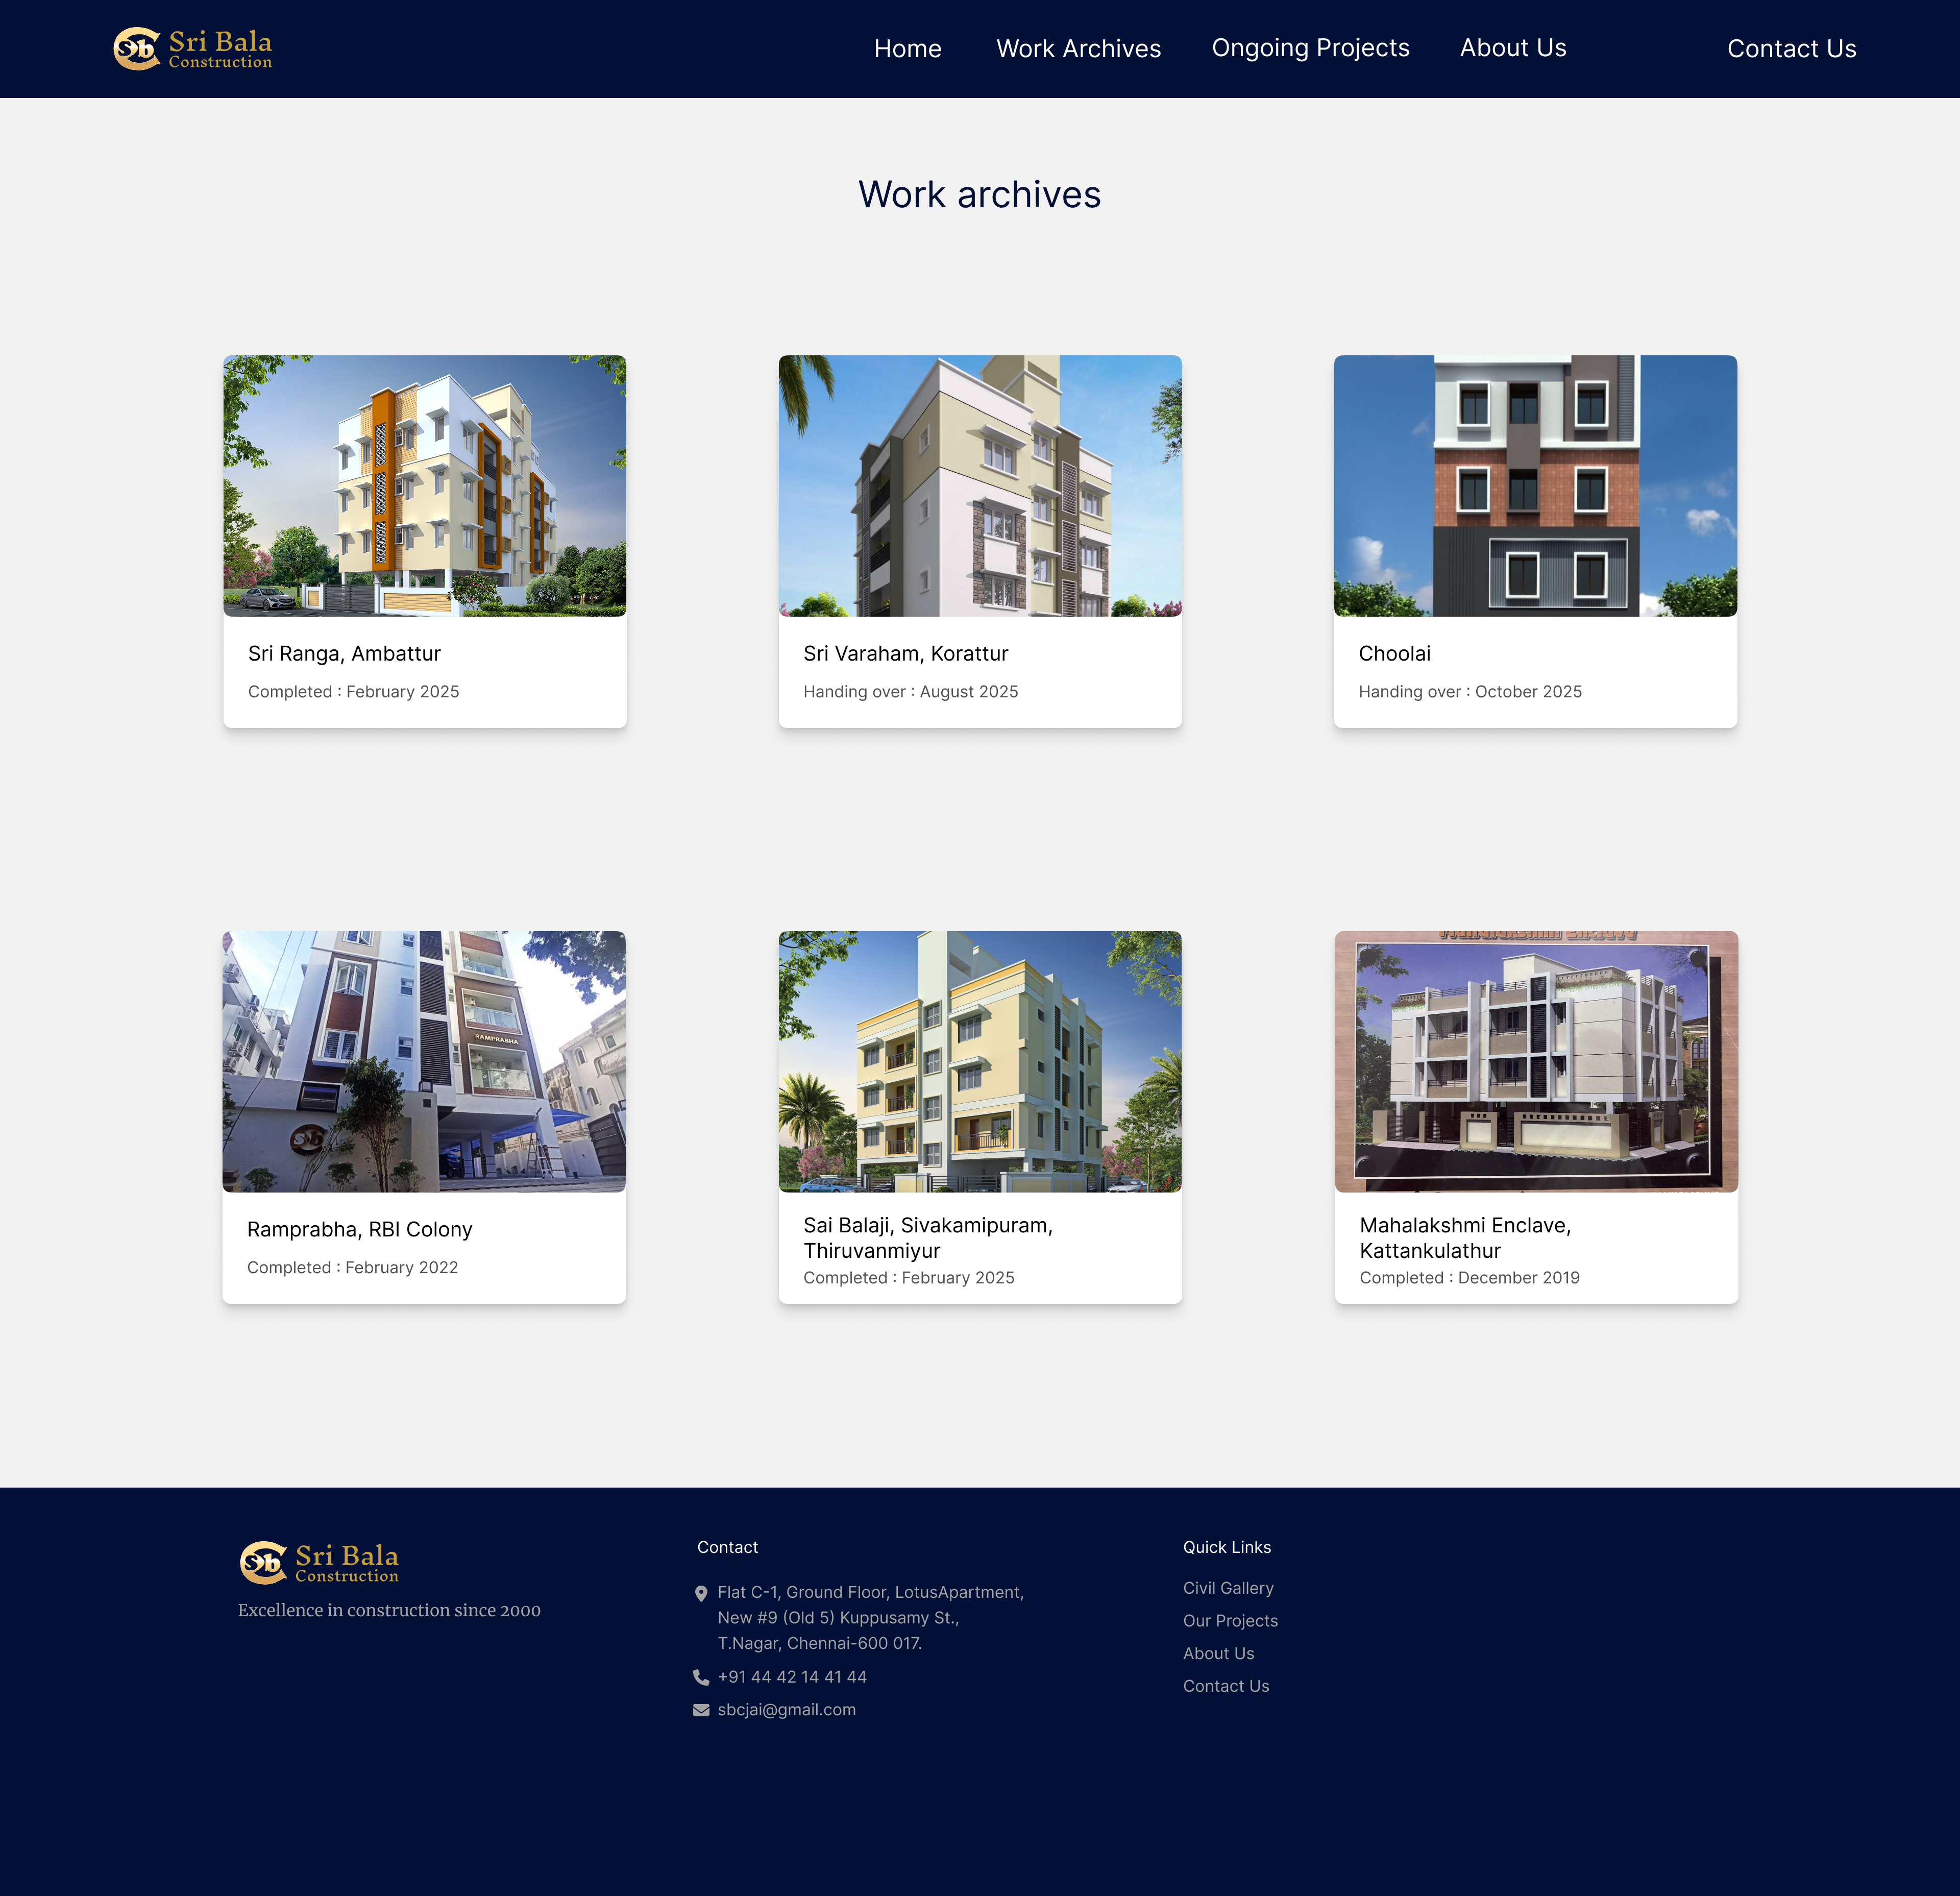 Sb Sri Bala
Construction
Home Work Archives Ongoing Projects About Us Contact Us
Work archives
Sri Ranga, Ambattur
Completed : February 2025
Sri Varaham, Korattur
Handing over : August 2025
Choolai
Handing over : October 2025
RAMPRABHA
sb
Ramprabha, RBI Colony
Completed : February 2022
Sai Balaji, Sivakamipuram,
Thiruvanmiyur
Completed : February 2025
Mahalakshmi Enclave
Mahalakshmi Enclave,
Kattankulathur
Completed : December 2019
Sb Sri Bala
Construction
Excellence in construction since 2000
Contact
Flat C-1, Ground Floor, LotusApartment,
New #9 (Old 5) Kuppusamy St.,
T.Nagar, Chennai-600 017.
+91 44 42 14 41 44
sbcjai@gmail.com
Quick Links
Civil Gallery
Our Projects
About Us
Contact Us